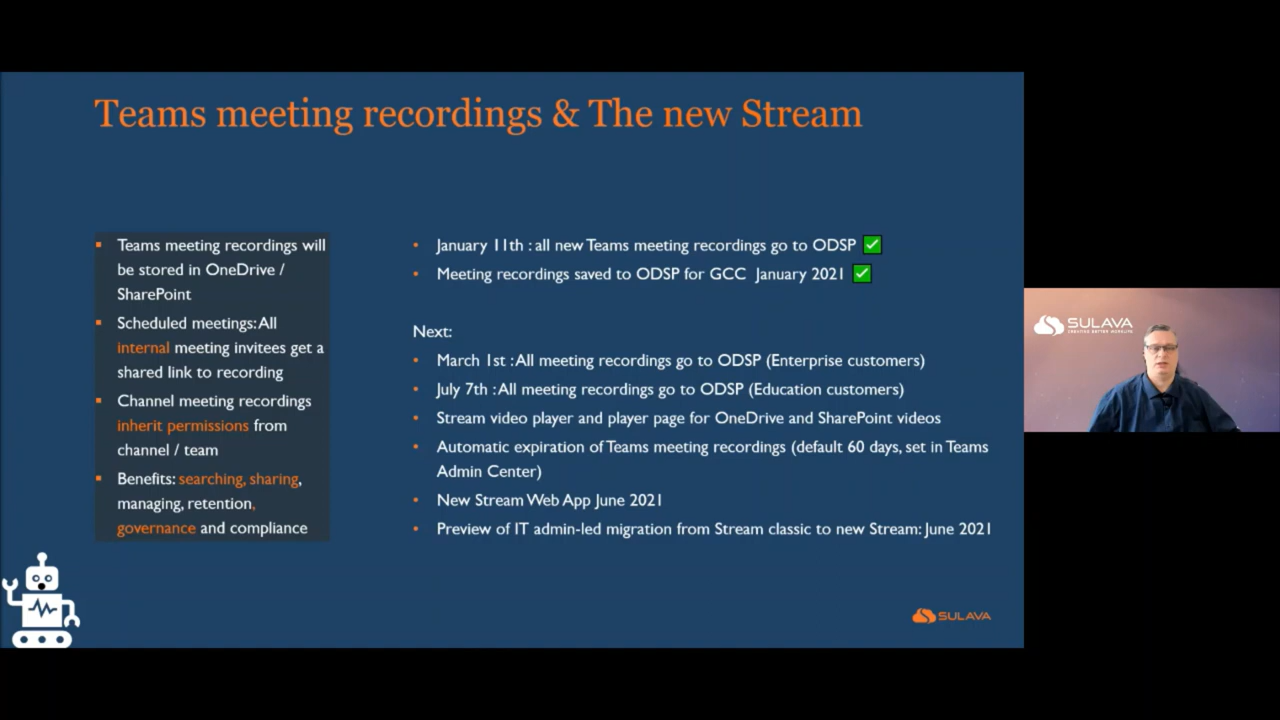 Teams meeting recordings & The new Stream
Teams meeting recordings will
be stored in OneDrive /
SharePoint
Scheduled meetings: All
internal meeting invitees get a
shared link to recording
Channel meeting recordings
inherit permissions from
channel / team
Benefits: searching, sharing,
managing, retention,
governance and compliance
January 11th : all new Teams meeting recordings go to ODSP ✅
Meeting recordings saved to ODSP for GCC January 2021 ✅
Next:
March 1st : All meeting recordings go to ODSP (Enterprise customers)
July 7th : All meeting recordings go to ODSP (Education customers)
Stream video player and player page for OneDrive and SharePoint videos
Automatic expiration of Teams meeting recordings (default 60 days, set in Teams
Admin Center)
New Stream Web App June 2021
Preview of IT admin-led migration from Stream classic to new Stream: June 2021
SULAVA
SULAVA